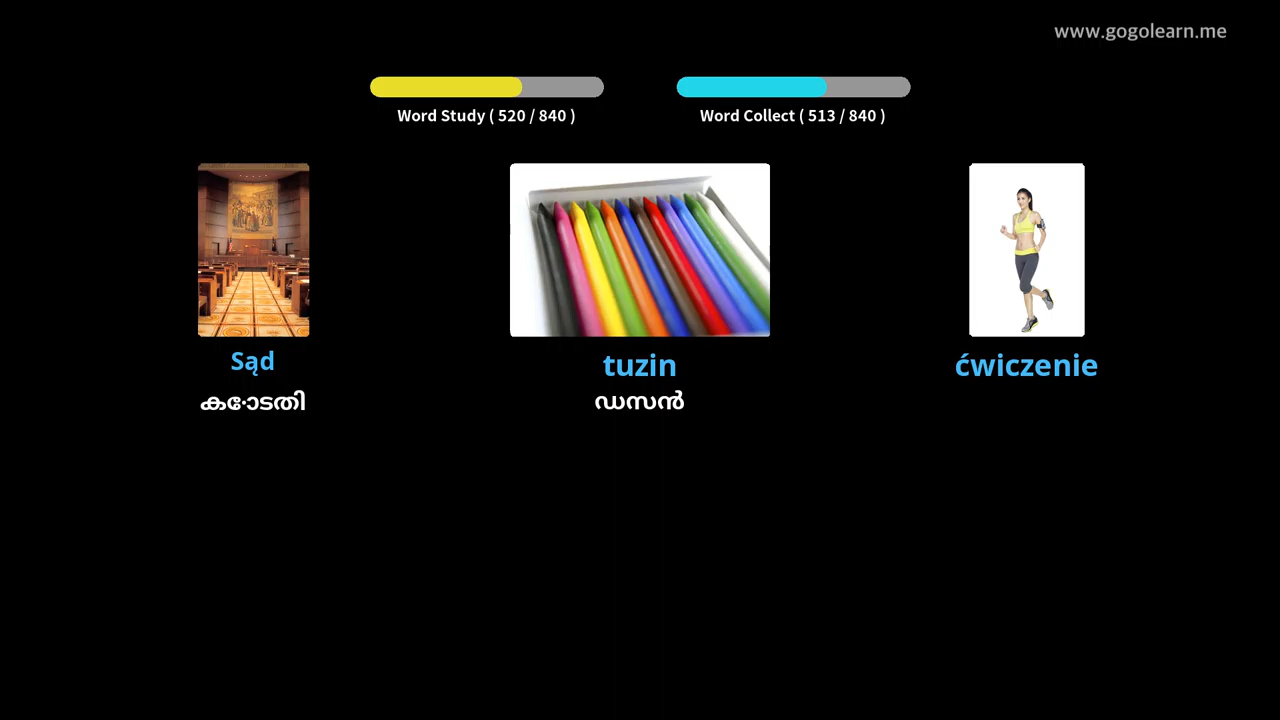 www.gogolearn.me
Word Study ( 520 / 840 )
Word Collect ( 513 / 840 )
Sąd
tuzin
ćwiczenie
കോടതി
ഡസൻ